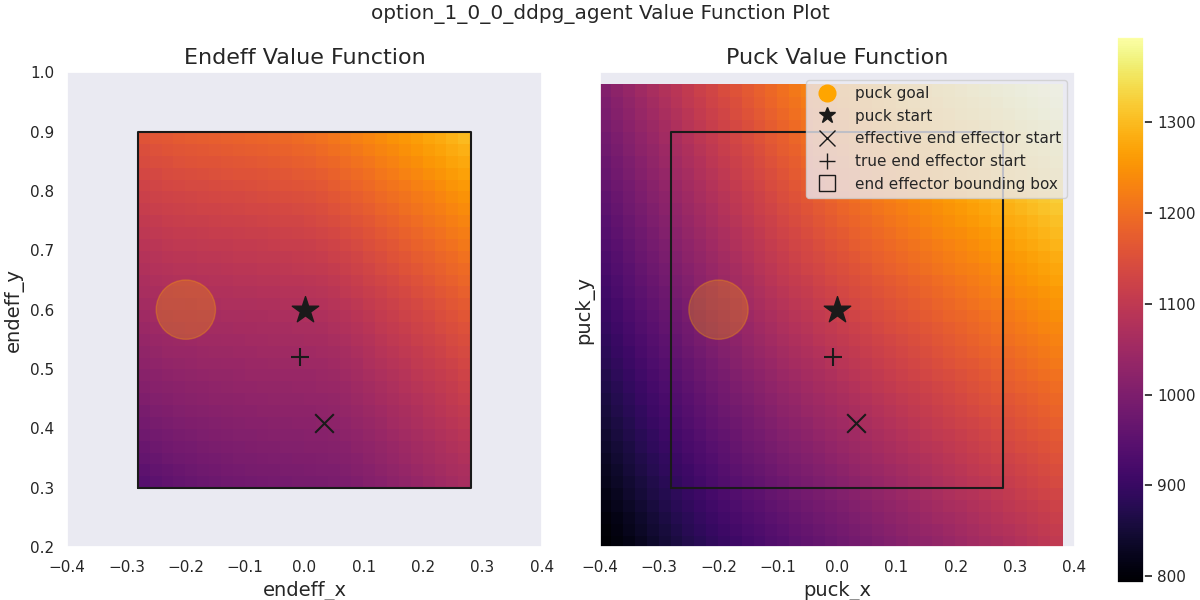 option_1_0_0_ddpg_agent Value Function Plot
Endeff Value Function
1.0
0.9
0.8
0.7
0.6
0.5
0.4
0.3
0.2
endeff_y
−0.4
−0.3
−0.2
−0.1
0.0
0.1
0.2
0.3
0.4
endeff_x
Puck Value Function
puck goal
puck start
effective end effector start
true end effector start
end effector bounding box
puck_y
−0.4
−0.3
−0.2
−0.1
0.0
0.1
0.2
0.3
0.4
puck_x
1300
1200
1100
1000
900
800